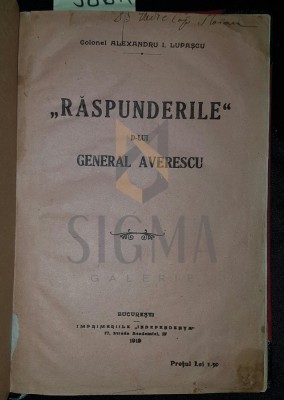 Colonel ALEXANDRU I. LUPAȘCU
„RĂSPUNDERILE“
D-LUI
GENERAL AVERESCU
SIGMA
GALERIE
BUCUREȘTI
IMPRIMERIILE „INDEPENDENȚA“
1919
Prețul Lei 1.50